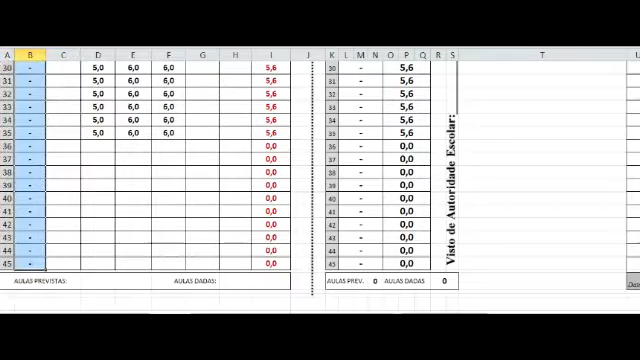 A B C D E F G H I J K L M N O P Q R S T U
30 - 5,0 6,0 6,0 5,6 30 - 5,6
31 - 5,0 6,0 6,0 5,6 31 - 5,6
32 - 5,0 6,0 6,0 5,6 32 - 5,6
33 - 5,0 6,0 6,0 5,6 33 - 5,6
34 - 5,0 6,0 6,0 5,6 34 - 5,6
35 - 5,0 6,0 6,0 5,6 35 - 5,6
36 - 0,0 36 - 0,0
37 - 0,0 37 - 0,0
38 - 0,0 38 - 0,0
39 - 0,0 39 - 0,0
40 - 0,0 40 - 0,0
41 - 0,0 41 - 0,0
42 - 0,0 42 - 0,0
43 - 0,0 43 - 0,0
44 - 0,0 44 - 0,0
45 - 0,0 45 - 0,0
Visto de Autoridade Escolar:
AULAS PREVISTAS: AULAS DADAS: AULAS PREV. 0 AULAS DADAS 0